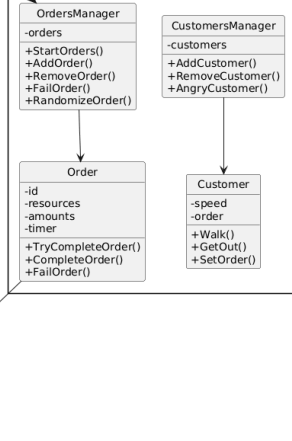 OrdersManager
-orders
+StartOrders()
+AddOrder()
+RemoveOrder()
+FailOrder()
+RandomizeOrder()
CustomersManager
-customers
+AddCustomer()
+RemoveCustomer()
+AngryCustomer()
Order
-id
-resources
-amounts
-timer
+TryCompleteOrder()
+CompleteOrder()
+FailOrder()
Customer
-speed
-order
+Walk()
+GetOut()
+SetOrder()